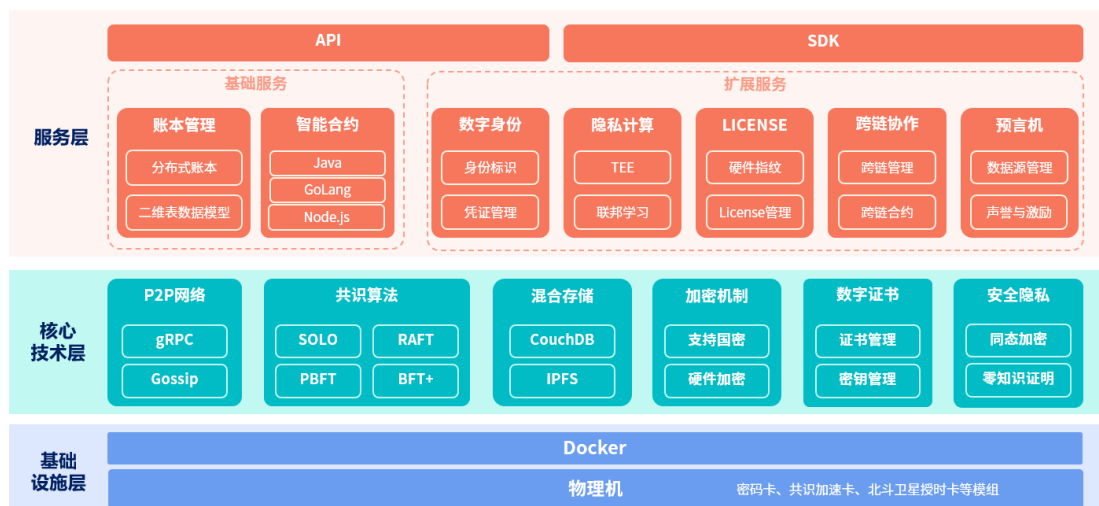 API
SDK
服务层
基础服务
账本管理
分布式账本
二维表数据模型
智能合约
Java
GoLang
Node.js
扩展服务
数字身份
身份标识
凭证管理
隐私计算
TEE
联邦学习
LICENSE
硬件指纹
License管理
跨链协作
跨链管理
跨链合约
预言机
数据源管理
声誉与激励
核心
技术层
P2P网络
gRPC
Gossip
共识算法
SOLO
RAFT
PBFT
BFT+
混合存储
CouchDB
IPFS
加密机制
支持国密
硬件加密
数字证书
证书管理
密钥管理
安全隐私
同态加密
零知识证明
基础
设施层
Docker
物理机
密码卡、共识加速卡、北斗卫星授时卡等模组